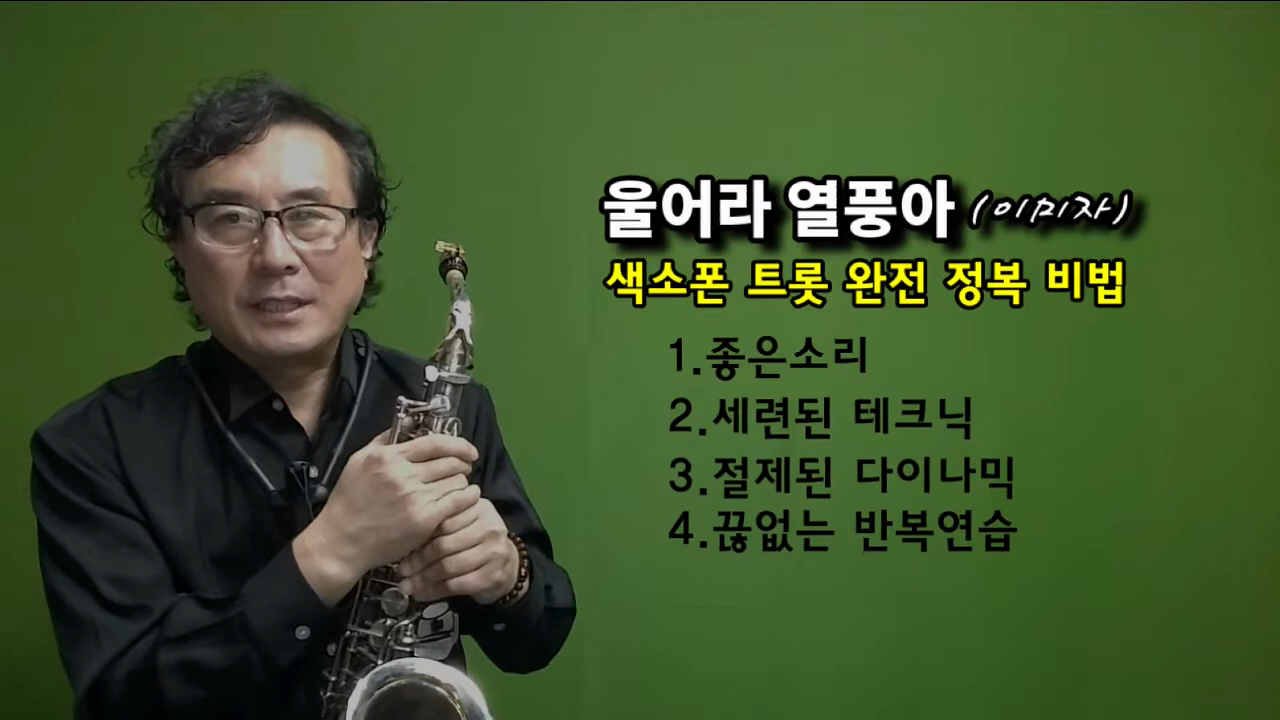 울어라 열풍아 (이미자)
색소폰 트롯 완전 정복 비법
1.좋은소리
2.세련된 테크닉
3.절제된 다이나믹
4.끊없는 반복연습